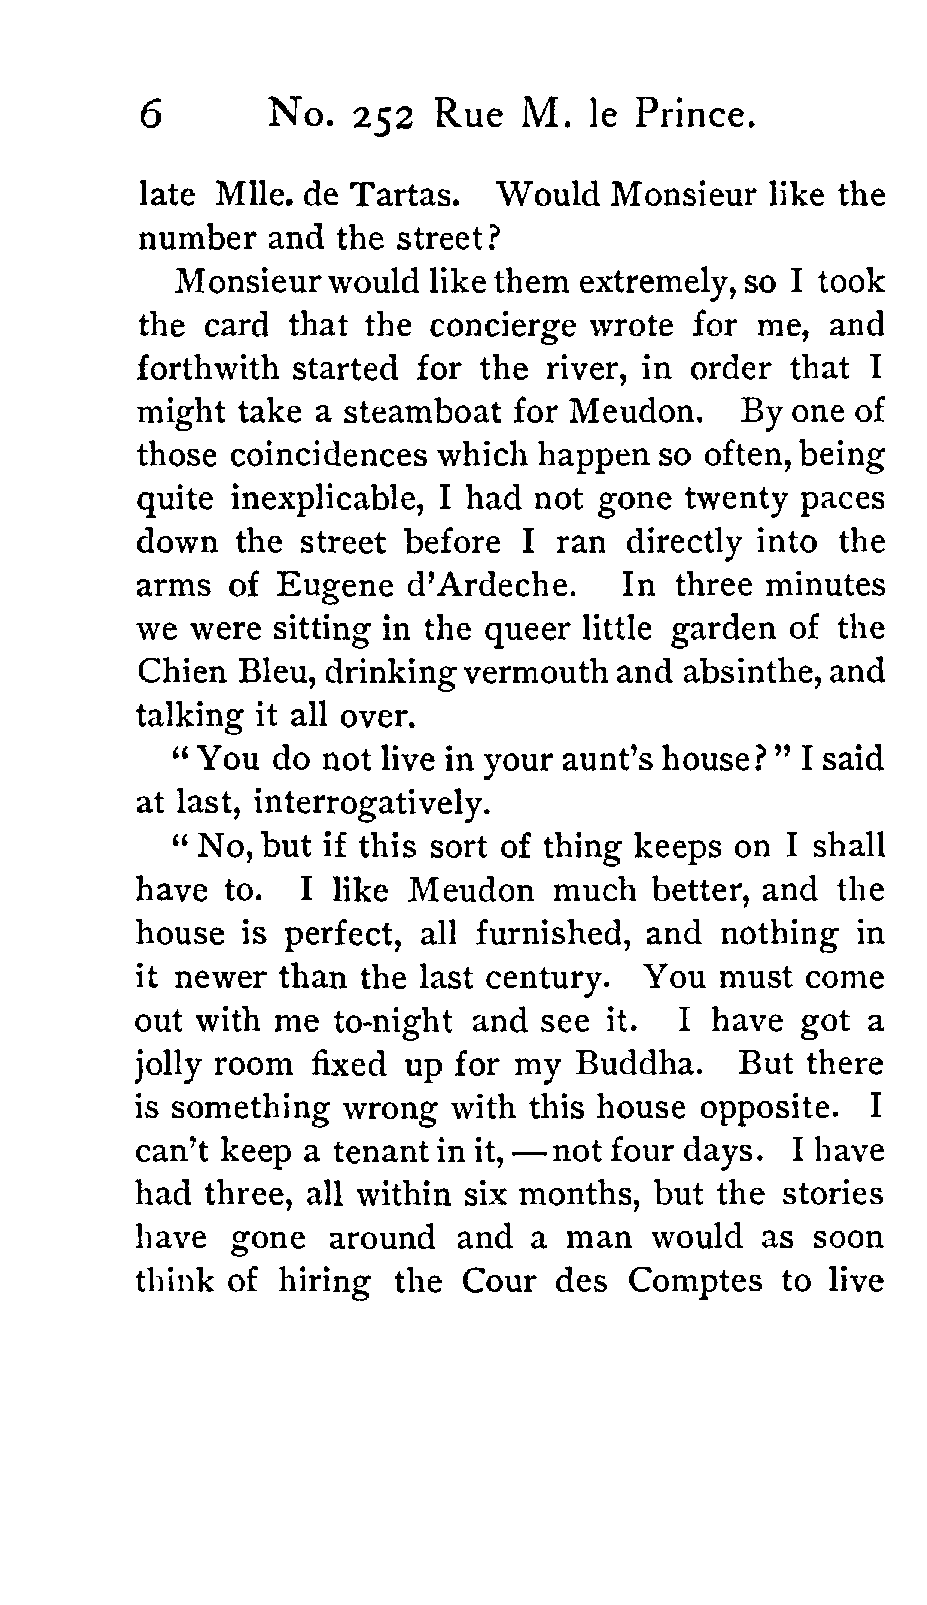 6 No. 252 Rue M. le Prince.
late Mlle. de Tartas. Would Monsieur like the
number and the street?
Monsieur would like them extremely, so I took
the card that the concierge wrote for me, and
forthwith started for the river, in order that I
might take a steamboat for Meudon. By one of
those coincidences which happen so often, being
quite inexplicable, I had not gone twenty paces
down the street before I ran directly into the
arms of Eugene d'Ardeche. In three minutes
we were sitting in the queer little garden of the
Chien Bleu, drinking vermouth and absinthe, and
talking it all over.
"You do not live in your aunt's house?" I said
at last, interrogatively.
"No, but if this sort of thing keeps on I shall
have to. I like Meudon much better, and the
house is perfect, all furnished, and nothing in
it newer than the last century. You must come
out with me to-night and see it. I have got a
jolly room fixed up for my Buddha. But there
is something wrong with this house opposite. I
can't keep a tenant in it, — not four days. I have
had three, all within six months, but the stories
have gone around and a man would as soon
think of hiring the Cour des Comptes to live